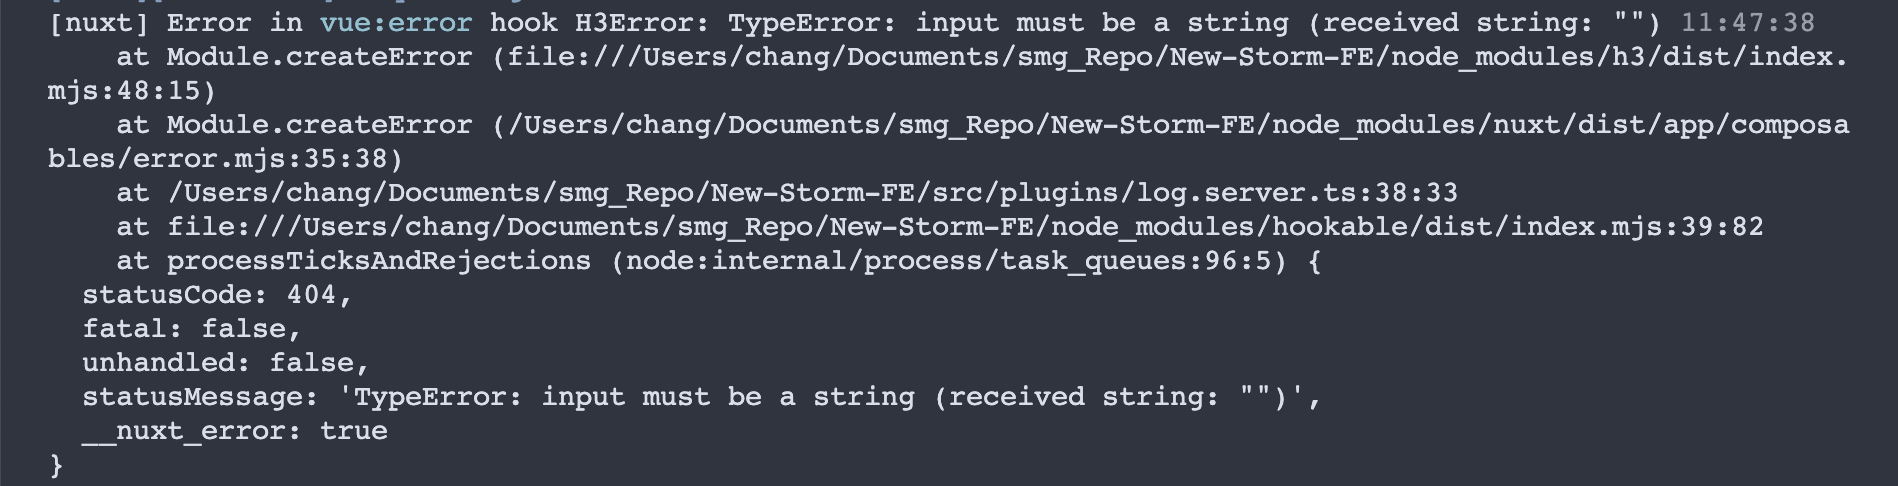 [nuxt] Error in vue:error hook H3Error: TypeError: input must be a string (received string: "") 11:47:38
    at Module.createError (file:///Users/chang/Documents/smg_Repo/New-Storm-FE/node_modules/h3/dist/index.
mjs:48:15)
    at Module.createError (/Users/chang/Documents/smg_Repo/New-Storm-FE/node_modules/nuxt/dist/app/composa
bles/error.mjs:35:38)
    at /Users/chang/Documents/smg_Repo/New-Storm-FE/src/plugins/log.server.ts:38:33
    at file:///Users/chang/Documents/smg_Repo/New-Storm-FE/node_modules/hookable/dist/index.mjs:39:82
    at processTicksAndRejections (node:internal/process/task_queues:96:5) {
  statusCode: 404,
  fatal: false,
  unhandled: false,
  statusMessage: 'TypeError: input must be a string (received string: "")',
  __nuxt_error: true
}